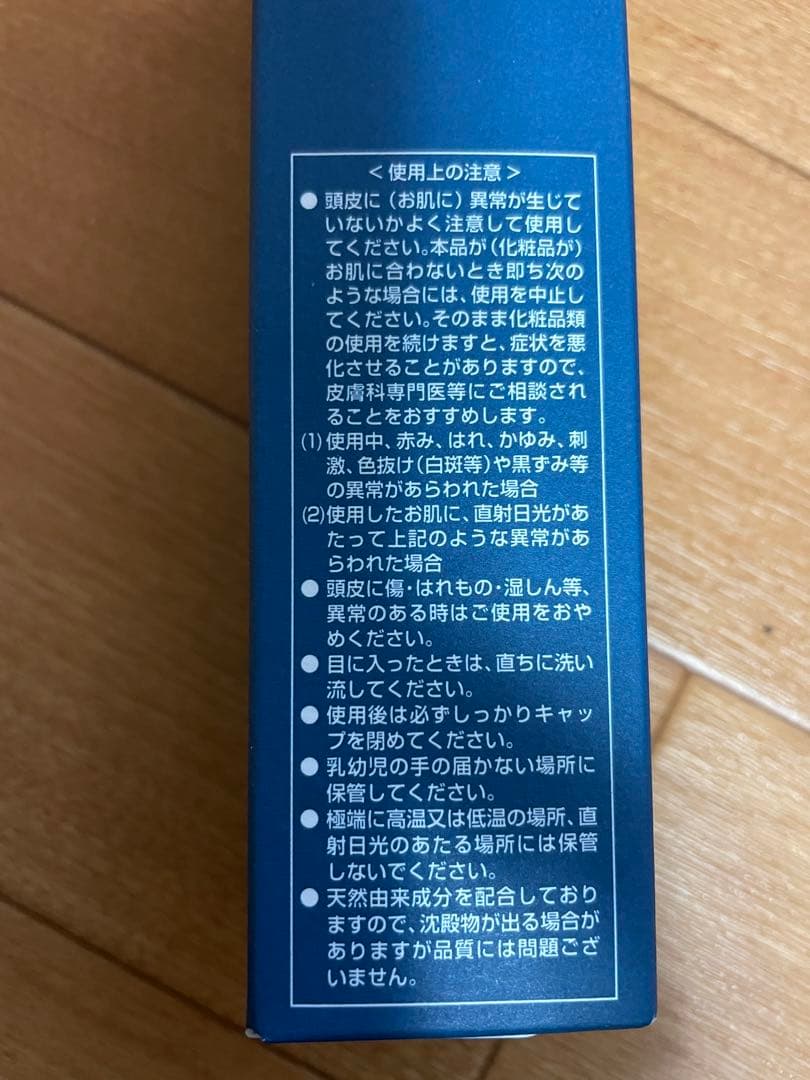 <使用上の注意>
● 頭皮に(お肌に)異常が生じて
いないかよく注意して使用し
てください。本品が(化粧品が)
お肌に合わないとき即ち次の
ような場合には、使用を中止し
てください。そのまま化粧品類
の使用を続けますと、症状を悪
化させることがありますので、
皮膚科専門医等にご相談され
ることをおすすめします。
(1)使用中、赤み、はれ、かゆみ、刺
激、色抜け(白斑等)や黒ずみ等
の異常があらわれた場合
(2)使用したお肌に、直射日光があ
たって上記のような異常があ
らわれた場合
● 頭皮に傷・はれもの・湿しん等、
異常のある時はご使用をおや
めください。
● 目に入ったときは、直ちに洗い
流してください。
● 使用後は必ずしっかりキャッ
プを閉めてください。
● 乳幼児の手の届かない場所に
保管してください。
● 極端に高温又は低温の場所、直
射日光のあたる場所には保管
しないでください。
● 天然由来成分を配合しており
ますので、沈殿物が出る場合が
ありますが品質には問題ござ
いません。